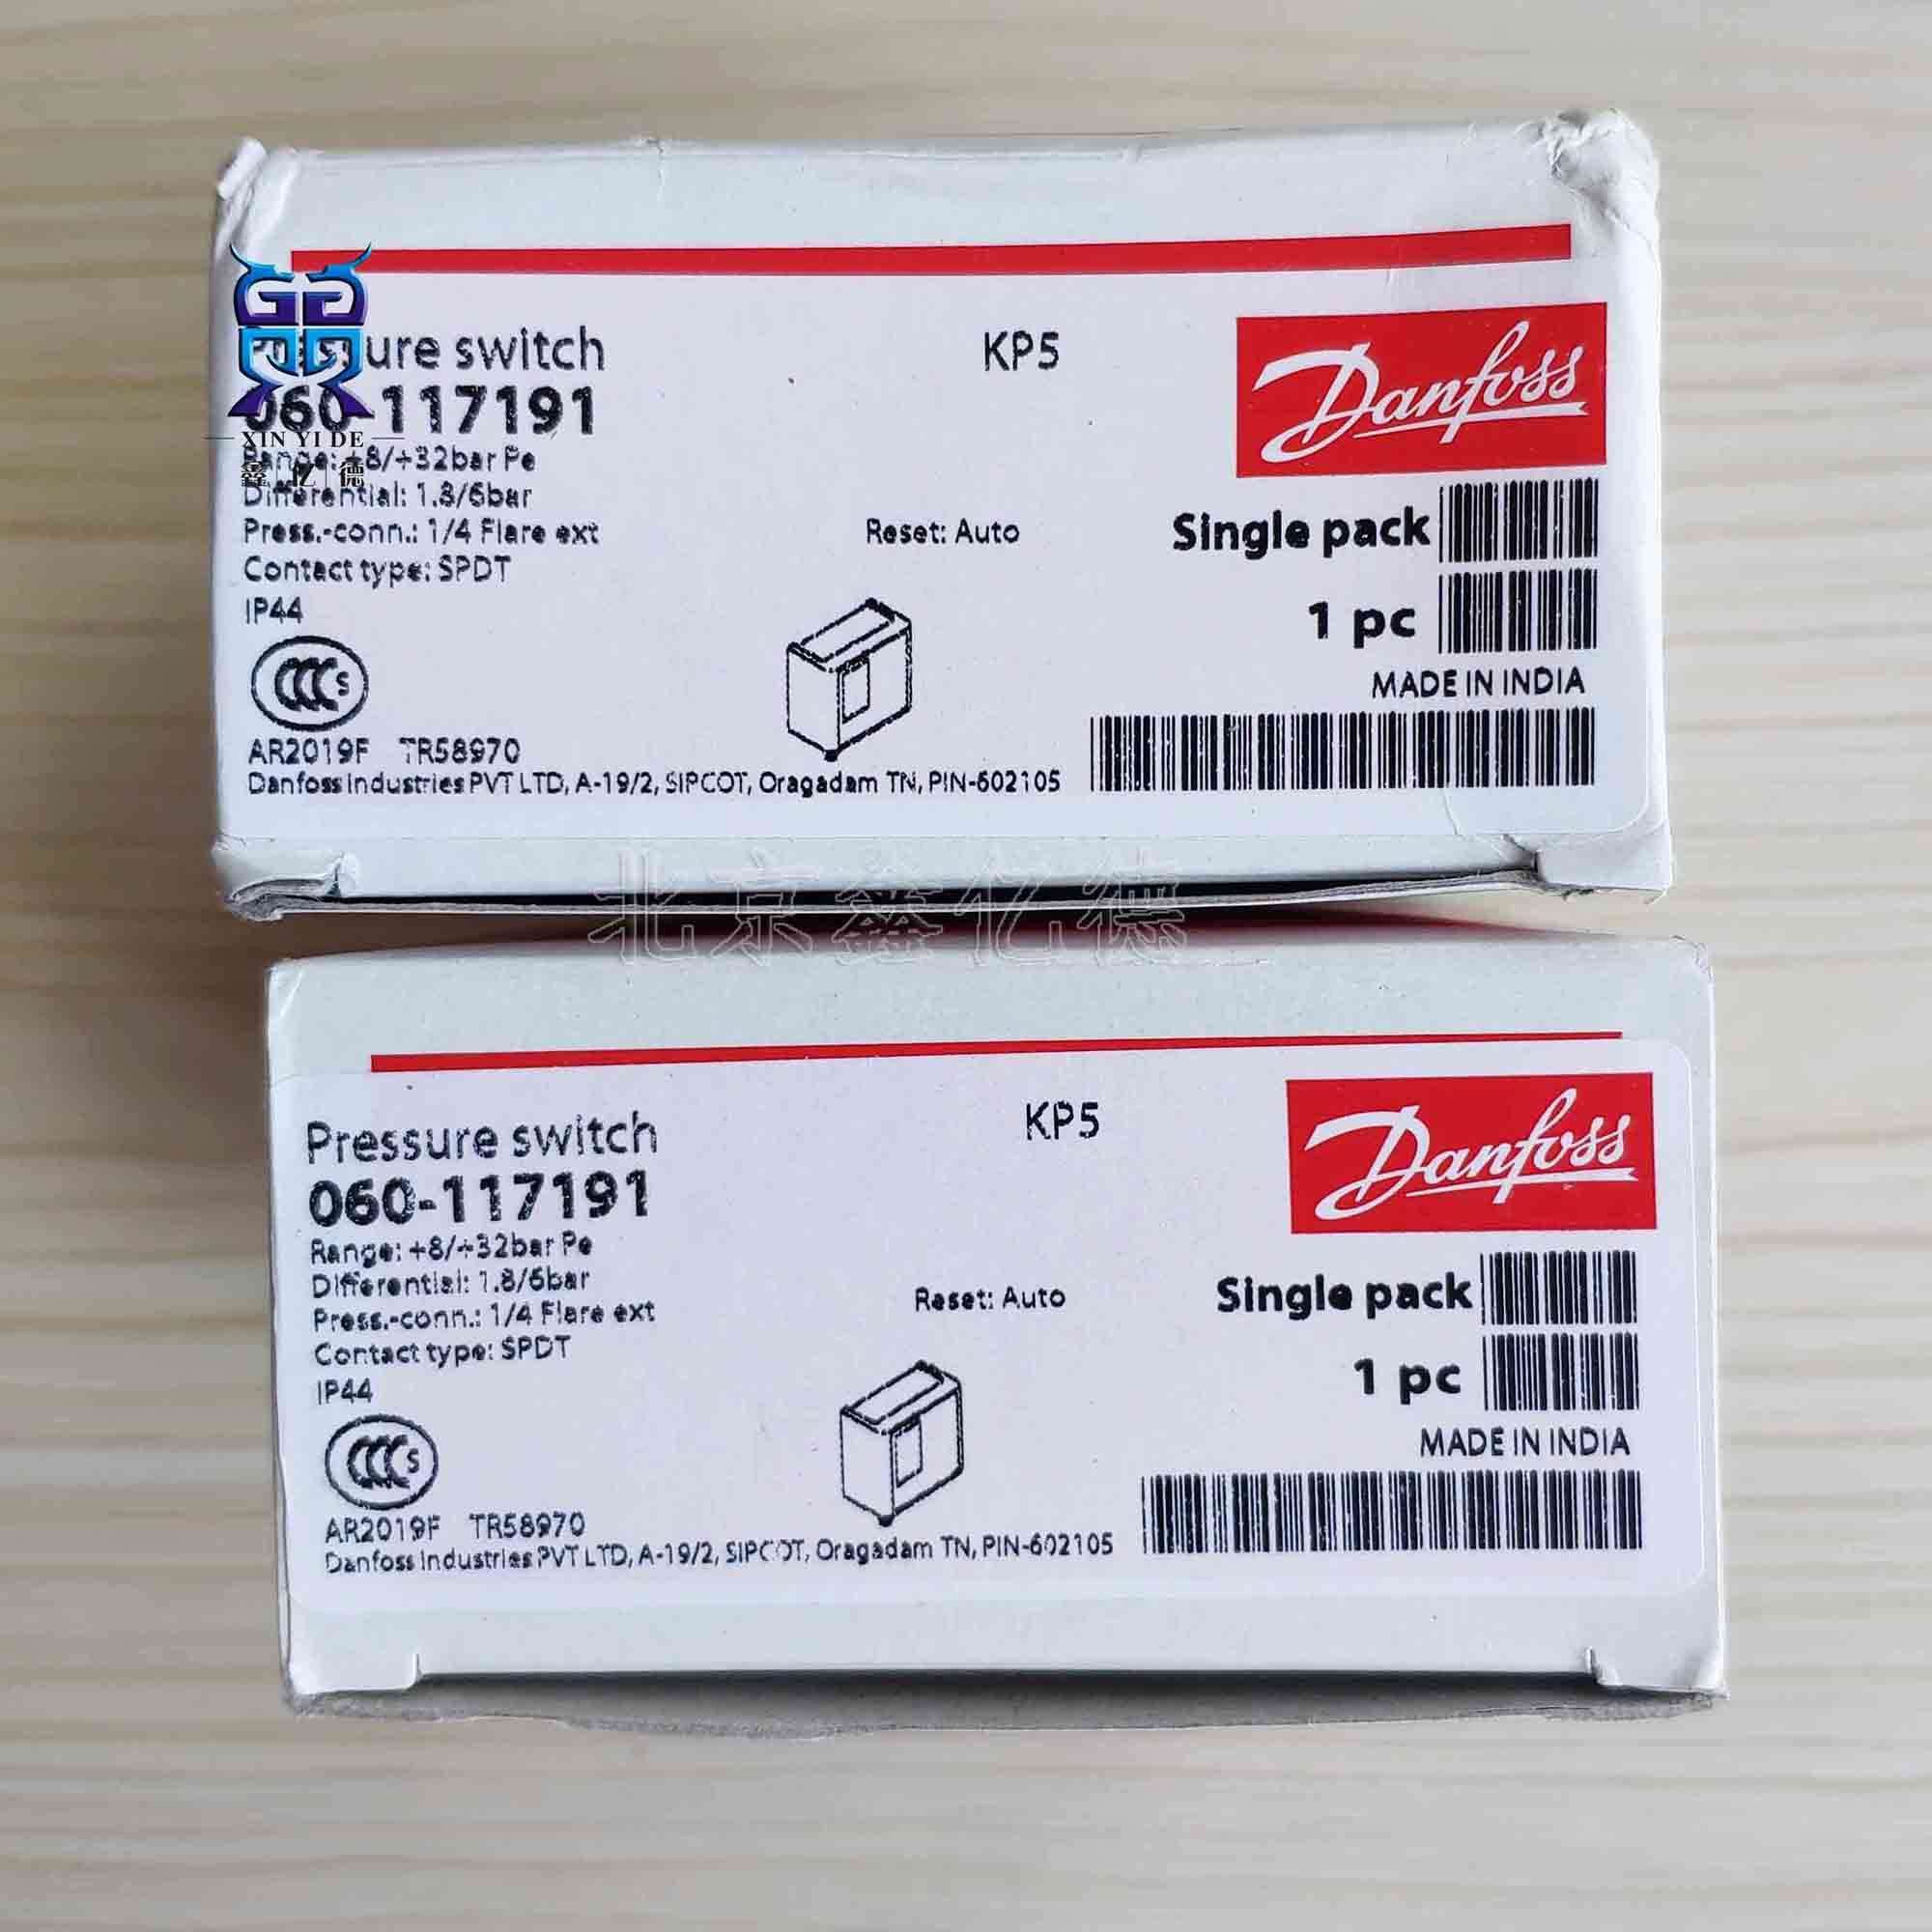 Pressure switch
KP5
Danfoss
060-117191
XIN YI DE
鑫 亿 德
Range: +8/+32bar Pe
Differential: 1.8/6bar
Press.-conn.: 1/4 Flare ext
Reset: Auto
Single pack
Contact type: SPDT
IP44
1 pc
CCC S
MADE IN INDIA
AR2019F TR58970
Danfoss Industries PVT LTD, A-19/2, SIPCOT, Oragadam TN, PIN-602105
北京鑫亿德
Pressure switch
KP5
Danfoss
060-117191
Range: +8/+32bar Pe
Differential: 1.8/6bar
Press.-conn.: 1/4 Flare ext
Reset: Auto
Single pack
Contact type: SPDT
IP44
1 pc
CCC S
MADE IN INDIA
AR2019F TR58970
Danfoss Industries PVT LTD, A-19/2, SIPCOT, Oragadam TN, PIN-602105